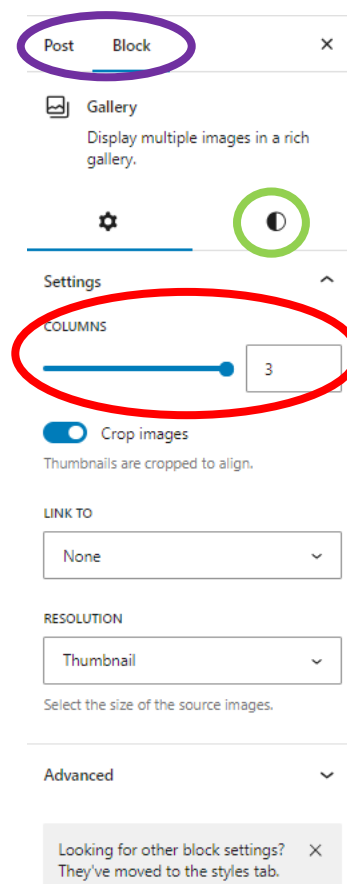 Post Block
Gallery
Display multiple images in a rich
gallery.
Settings
COLUMNS
3
Crop images
Thumbnails are cropped to align.
LINK TO
None
RESOLUTION
Thumbnail
Select the size of the source images.
Advanced
Looking for other block settings?
They've moved to the styles tab.